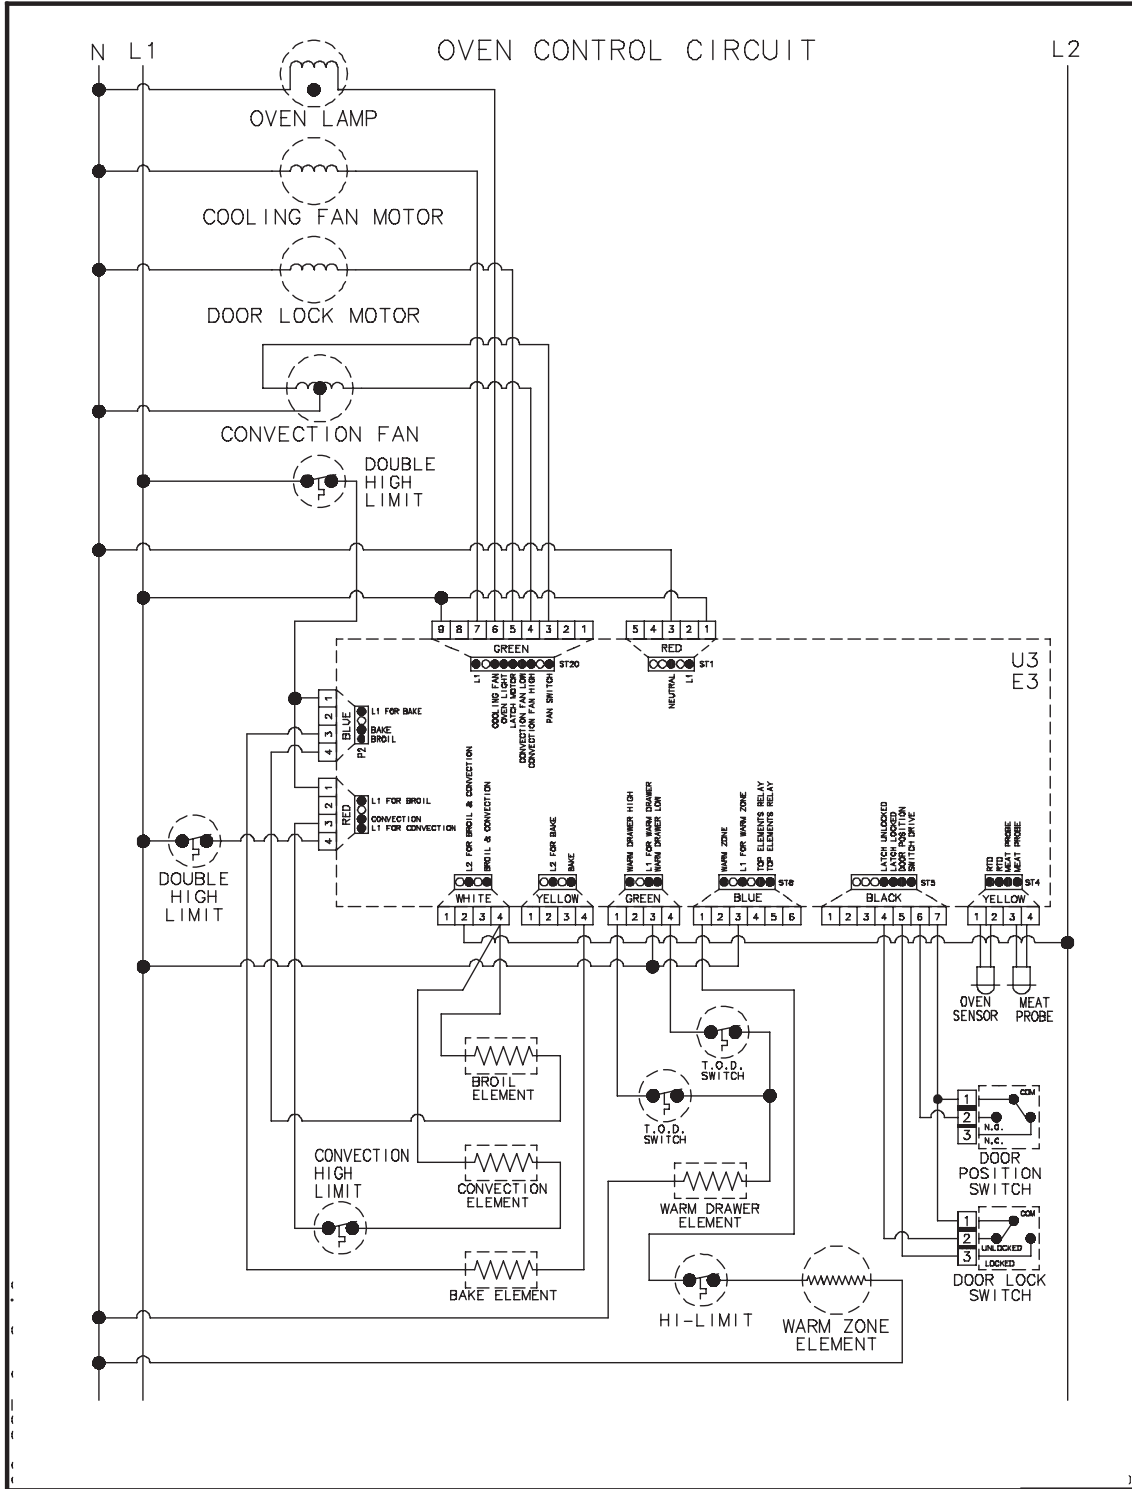 N L1 OVEN CONTROL CIRCUIT L2
OVEN LAMP
COOLING FAN MOTOR
DOOR LOCK MOTOR
CONVECTION FAN
DOUBLE
HIGH
LIMIT
9 8 7 6 5 4 3 2 1
GREEN
ST20
L1
COOLING FAN
OVEN LIGHT
LATCH MOTOR
CONVECTION FAN LOW
CONVECTION FAN HIGH
PAN SWITCH
5 4 3 2 1
RED
ST1
NEUTRAL
L1
U3
E3
1
2
3
4
BLUE
L1 FOR BAKE
BAKE
BROIL
P2
1
2
3
4
RED
L1 FOR BROIL
CONVECTION
L1 FOR CONVECTION
DOUBLE
HIGH
LIMIT
L2 FOR BROIL & CONVECTION
BROIL & CONVECTION
WHITE
1 2 3 4
L2 FOR BAKE
BAKE
YELLOW
1 2 3 4
WARM DRAWER HIGH
L1 FOR WARM DRAWER
WARM DRAWER LOW
GREEN
1 2 3 4
WARM ZONE
L1 FOR WARM ZONE
TOP ELEMENTS RELAY
TOP ELEMENTS RELAY
BLUE
1 2 3 4 5 6
LATCH UNLOCKED
LATCH LOCKED
DOOR POSITION
SWITCH DRIVE
ST5
BLACK
1 2 3 4 5 6 7
RTD
RTD
MEAT PROBE
MEAT PROBE
ST4
YELLOW
1 2 3 4
OVEN
SENSOR
MEAT
PROBE
BROIL
ELEMENT
T.O.D.
SWITCH
T.O.D.
SWITCH
CONVECTION
HIGH
LIMIT
CONVECTION
ELEMENT
WARM DRAWER
ELEMENT
1
2
3
COM
N.O.
N.C.
DOOR
POSITION
SWITCH
1
2
3
COM
UNLOCKED
LOCKED
DOOR LOCK
SWITCH
BAKE ELEMENT
HI-LIMIT
WARM ZONE
ELEMENT